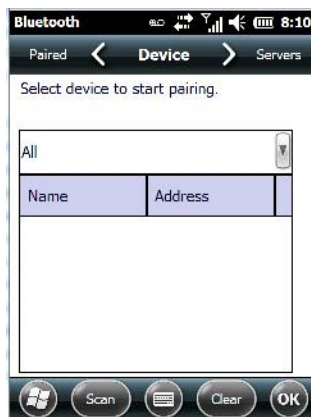 Bluetooth 8:10
Paired Device Servers
Select device to start pairing.
All
Name Address
Scan Clear OK